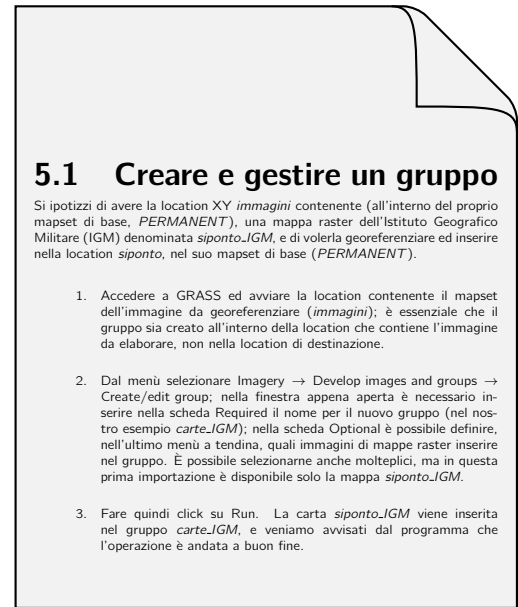 5.1 Creare e gestire un gruppo
Si ipotizzi di avere la location XY immagini contenente (all'interno del proprio
mapset di base, PERMANENT), una mappa raster dell'Istituto Geografico
Militare (IGM) denominata siponto_IGM, e di volerla georeferenziare ed inserire
nella location siponto, nel suo mapset di base (PERMANENT).
1. Accedere a GRASS ed avviare la location contenente il mapset
dell'immagine da georeferenziare (immagini); è essenziale che il
gruppo sia creato all'interno della location che contiene l'immagine
da elaborare, non nella location di destinazione.
2. Dal menù selezionare Imagery → Develop images and groups →
Create/edit group; nella finestra appena aperta è necessario in-
serire nella scheda Required il nome per il nuovo gruppo (nel nos-
tro esempio carte_IGM); nella scheda Optional è possibile definire,
nell'ultimo menù a tendina, quali immagini di mappe raster inserire
nel gruppo. È possibile selezionarne anche molteplici, ma in questa
prima importazione è disponibile solo la mappa siponto_IGM.
3. Fare quindi click su Run. La carta siponto_IGM viene inserita
nel gruppo carte_IGM, e veniamo avvisati dal programma che
l'operazione è andata a buon fine.